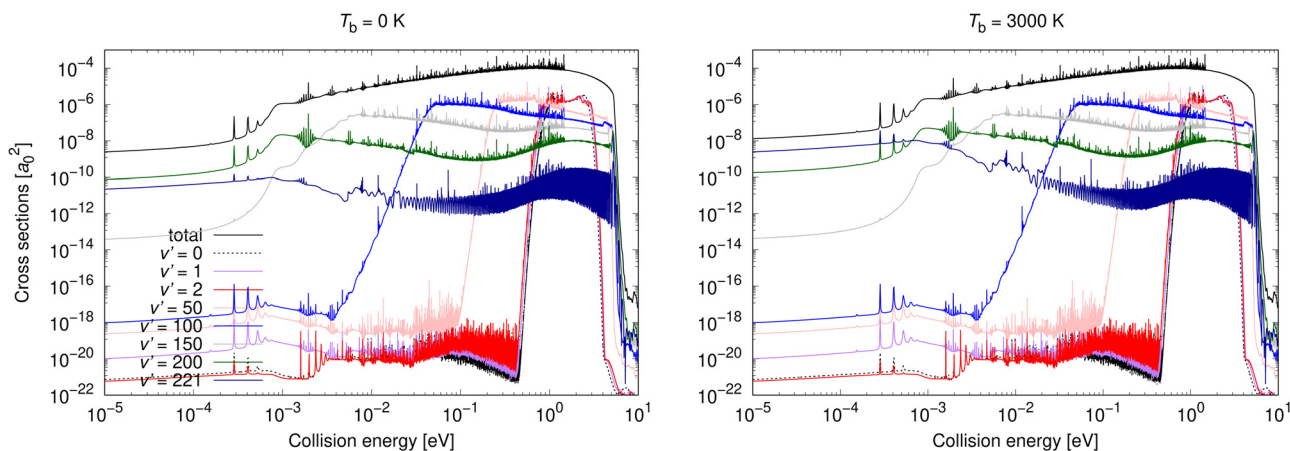 T_b = 0 K
Cross sections [a_0^2]
10^-4
10^-6
10^-8
10^-10
10^-12
10^-14
10^-16
10^-18
10^-20
10^-22
total
v' = 0
v' = 1
v' = 2
v' = 50
v' = 100
v' = 150
v' = 200
v' = 221
10^-5 10^-4 10^-3 10^-2 10^-1 10^0 10^1
Collision energy [eV]
T_b = 3000 K
10^-4
10^-6
10^-8
10^-10
10^-12
10^-14
10^-16
10^-18
10^-20
10^-22
10^-5 10^-4 10^-3 10^-2 10^-1 10^0 10^1
Collision energy [eV]